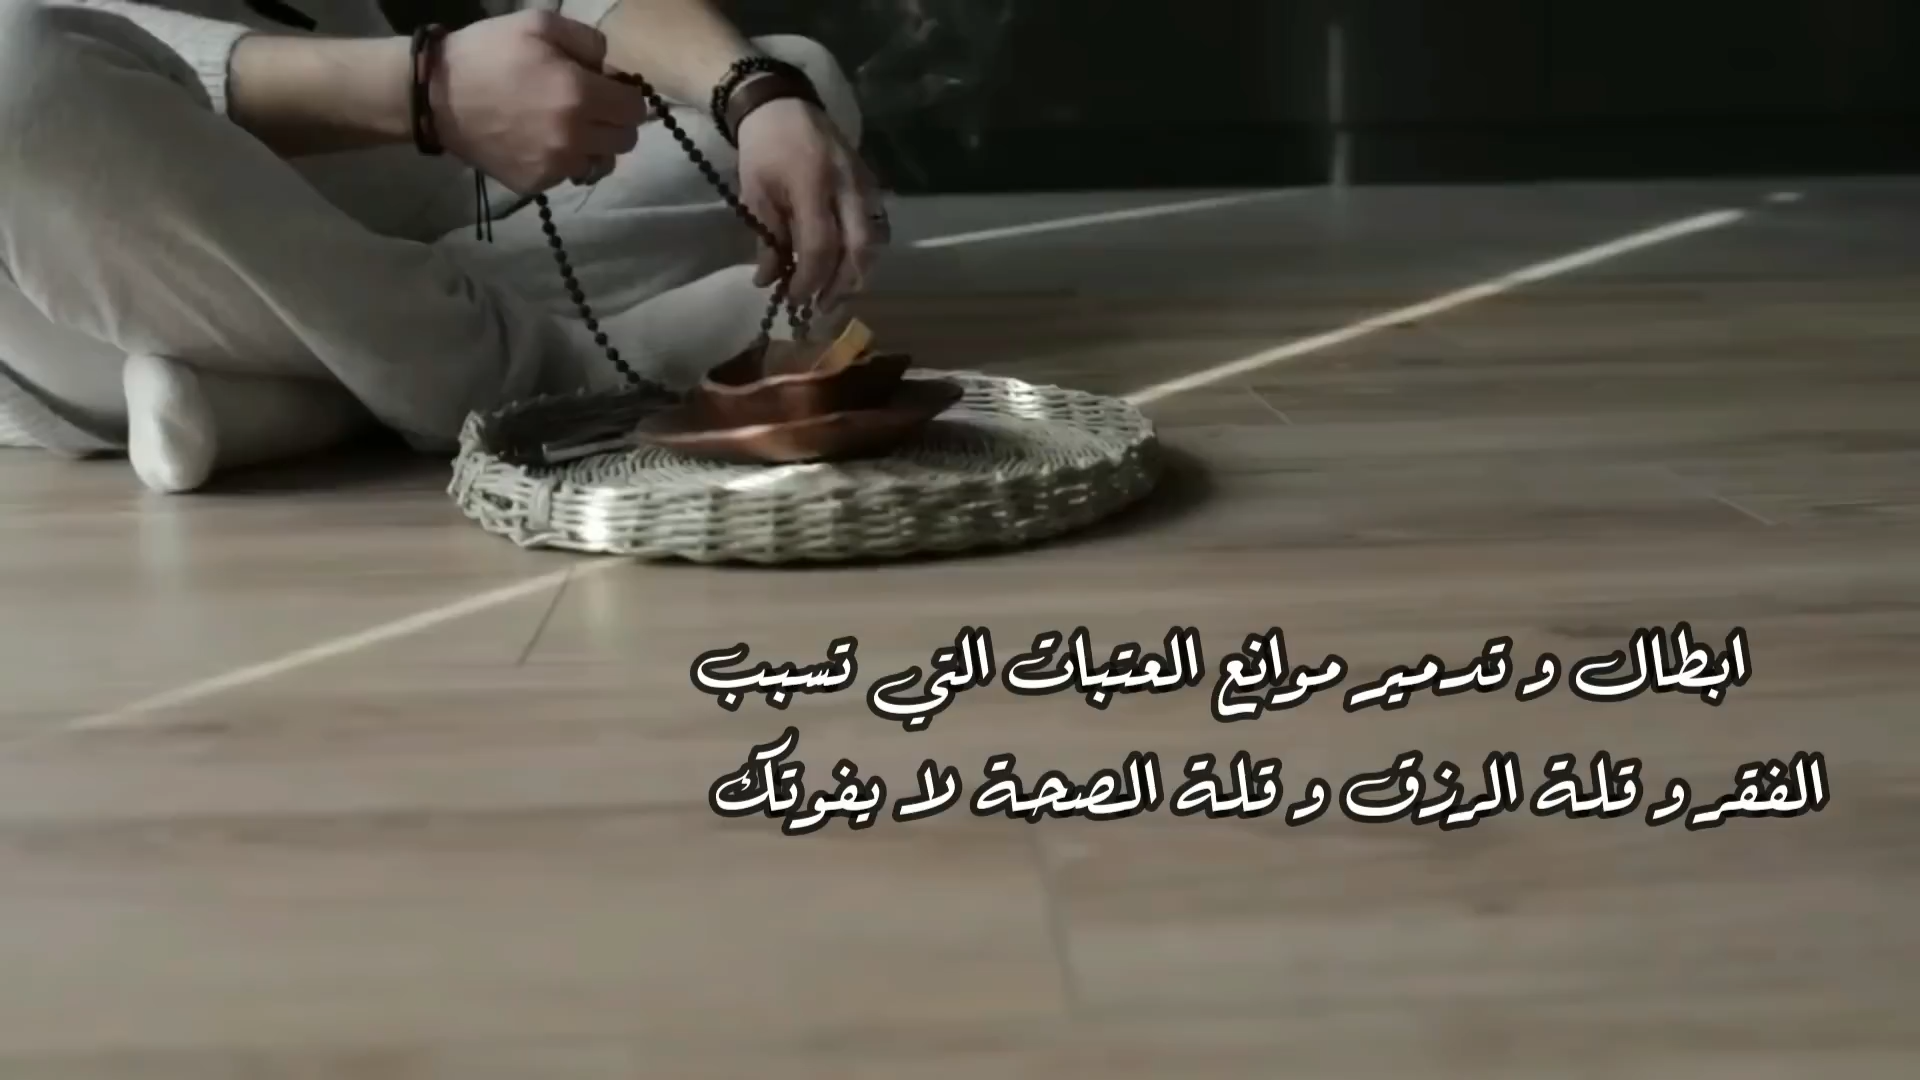 ابطال و تدمير موانع العتبات التي تسبب
الفقر و قلة الرزق و قلة الصحة لا يفوتك